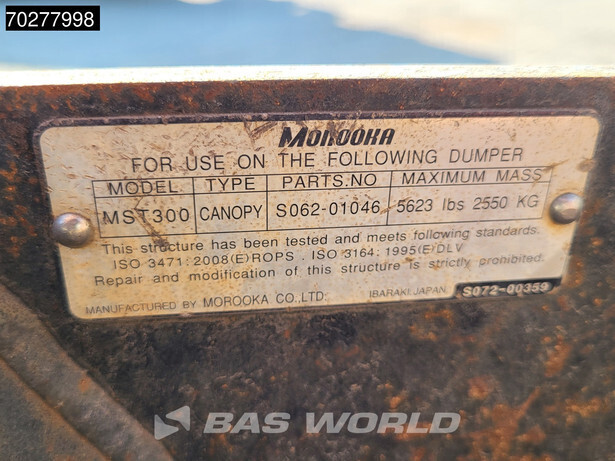 70277998
MOROOKA
FOR USE ON THE FOLLOWING DUMPER
MODEL TYPE PARTS.NO MAXIMUM MASS
MST300 CANOPY S062-01046 5623 lbs 2550 KG
This structure has been tested and meets following standards.
ISO 3471:2008(E)ROPS . ISO 3164:1995(E)DLV
Repair and modification of this structure is strictly prohibited.
MANUFACTURED BY MOROOKA CO.,LTD. IBARAKI, JAPAN. S072-00359
BAS WORLD